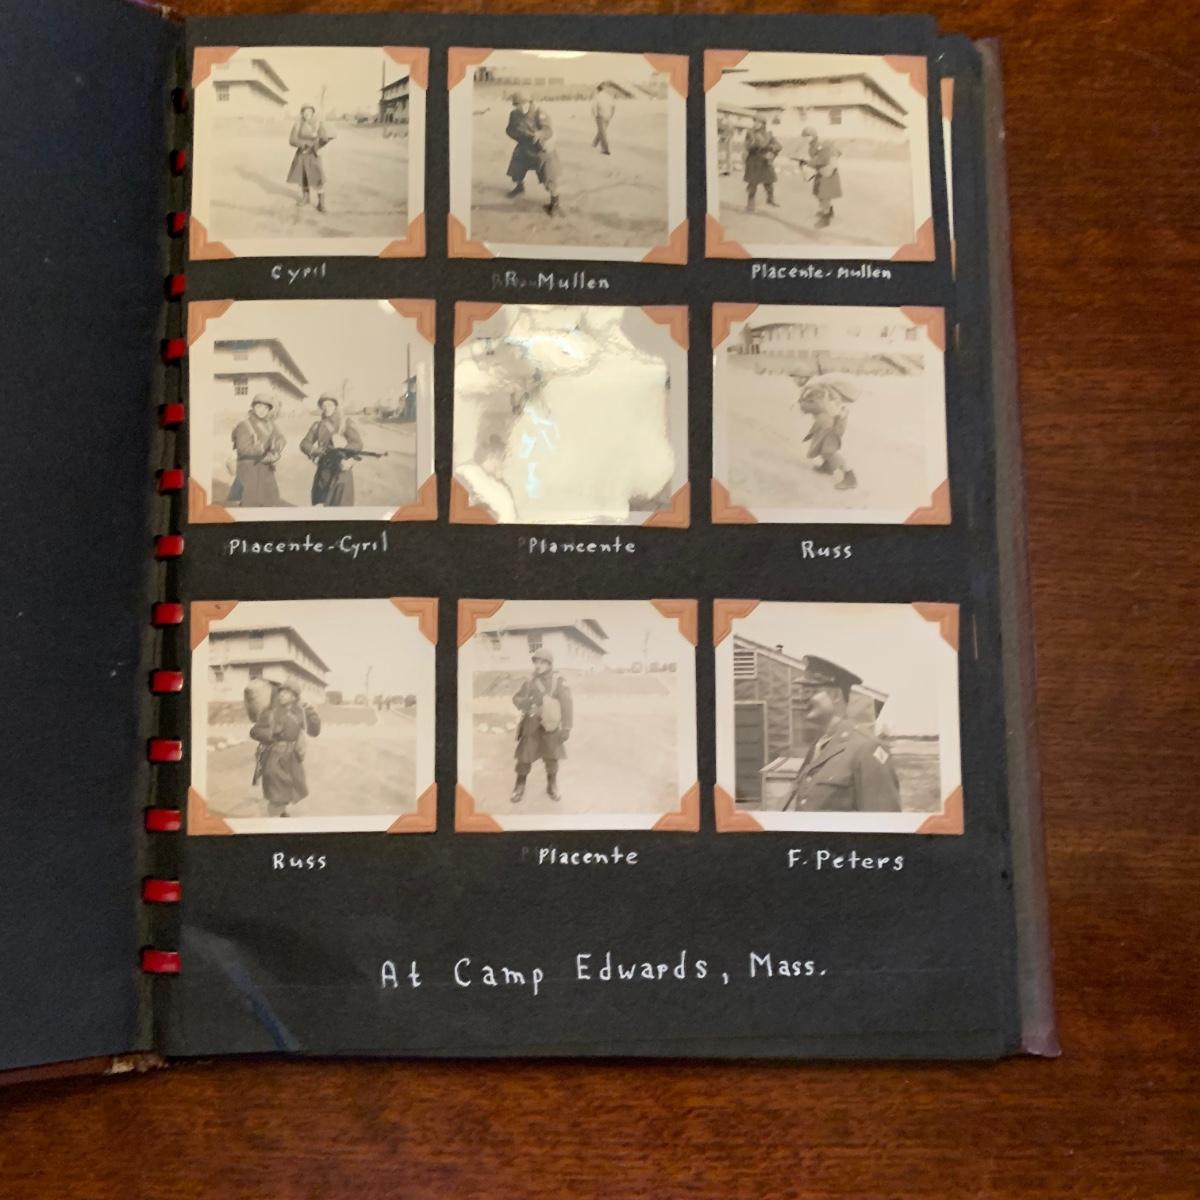 Cyril
R. Mullen
Placente-Mullen
Placente-Cyril
Plancente
Russ
Russ
Placente
F. Peters
At Camp Edwards, Mass.